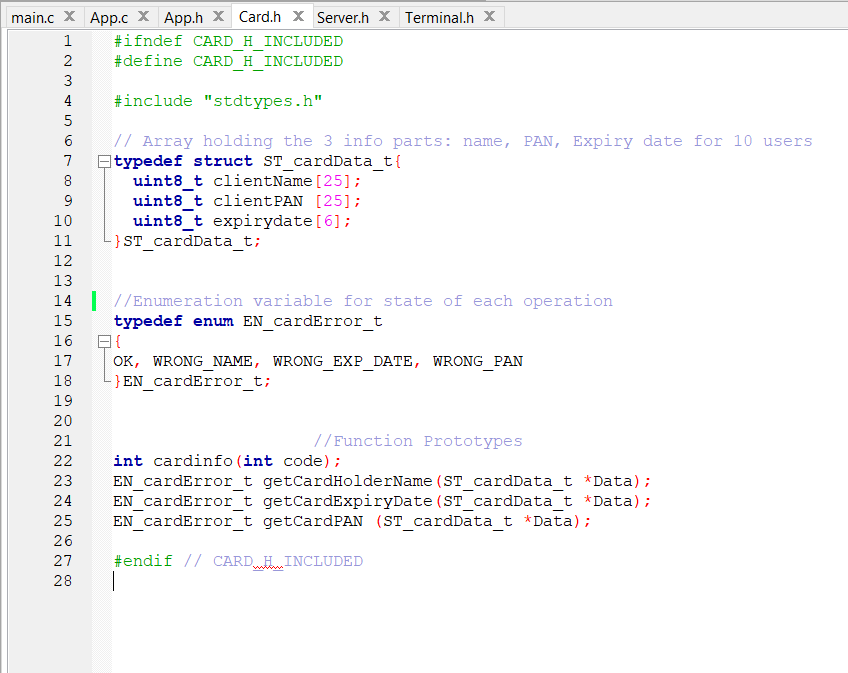 main.c X App.c X App.h X Card.h X Server.h X Terminal.h X
1 #ifndef CARD_H_INCLUDED
2 #define CARD_H_INCLUDED
3
4 #include "stdtypes.h"
5
6 // Array holding the 3 info parts: name, PAN, Expiry date for 10 users
7 typedef struct ST_cardData_t{
8 uint8_t clientName[25];
9 uint8_t clientPAN [25];
10 uint8_t expirydate[6];
11 }ST_cardData_t;
12
13
14 //Enumeration variable for state of each operation
15 typedef enum EN_cardError_t
16 {
17 OK, WRONG_NAME, WRONG_EXP_DATE, WRONG_PAN
18 }EN_cardError_t;
19
20
21 //Function Prototypes
22 int cardinfo(int code);
23 EN_cardError_t getCardHolderName(ST_cardData_t *Data);
24 EN_cardError_t getCardExpiryDate(ST_cardData_t *Data);
25 EN_cardError_t getCardPAN (ST_cardData_t *Data);
26
27 #endif // CARD_H_INCLUDED
28